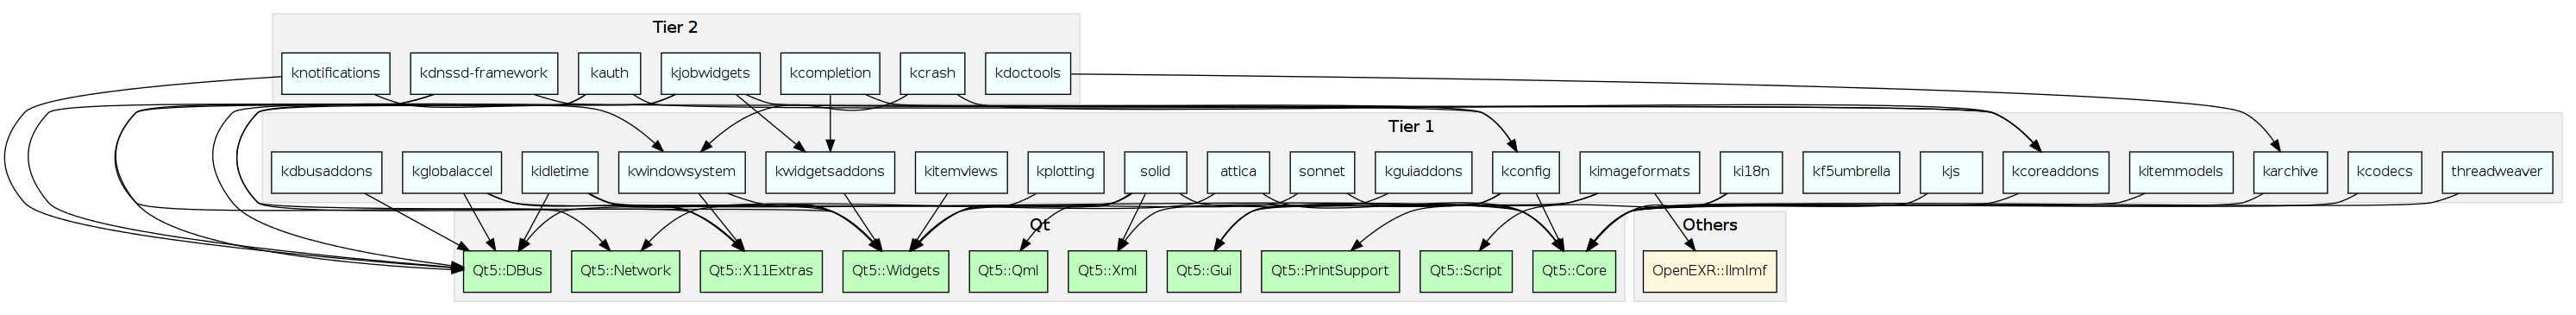 Tier 2
knotifications
kdnssd-framework
kauth
kjobwidgets
kcompletion
kcrash
kdoctools
Tier 1
kdbusaddons
kglobalaccel
kidletime
kwindowsystem
kwidgetsaddons
kitemviews
kplotting
solid
attica
sonnet
kguiaddons
kconfig
kimageformats
ki18n
kf5umbrella
kjs
kcoreaddons
kitemmodels
karchive
kcodecs
threadweaver
Qt
Others
Qt5::DBus
Qt5::Network
Qt5::X11Extras
Qt5::Widgets
Qt5::Qml
Qt5::Xml
Qt5::Gui
Qt5::PrintSupport
Qt5::Script
Qt5::Core
OpenEXR::IlmImf